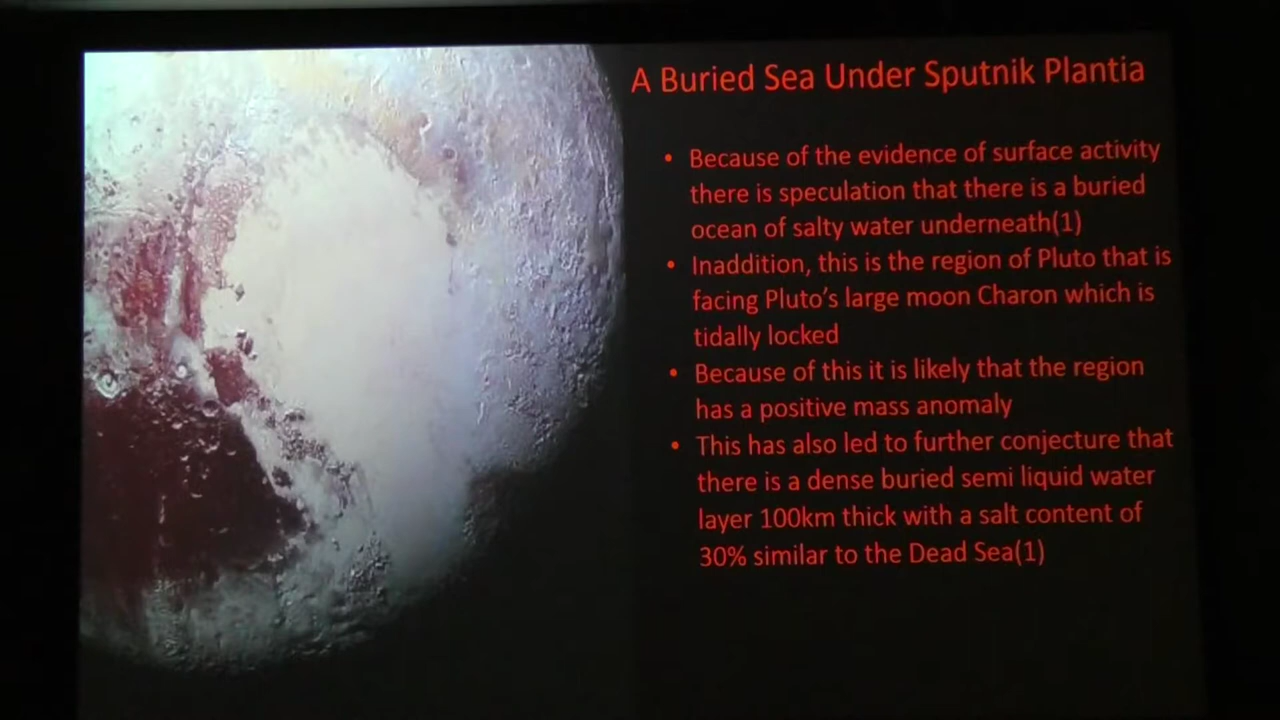 A Buried Sea Under Sputnik Plantia
• Because of the evidence of surface activity
there is speculation that there is a buried
ocean of salty water underneath(1)
• Inaddition, this is the region of Pluto that is
facing Pluto's large moon Charon which is
tidally locked
• Because of this it is likely that the region
has a positive mass anomaly
• This has also led to further conjecture that
there is a dense buried semi liquid water
layer 100km thick with a salt content of
30% similar to the Dead Sea(1)